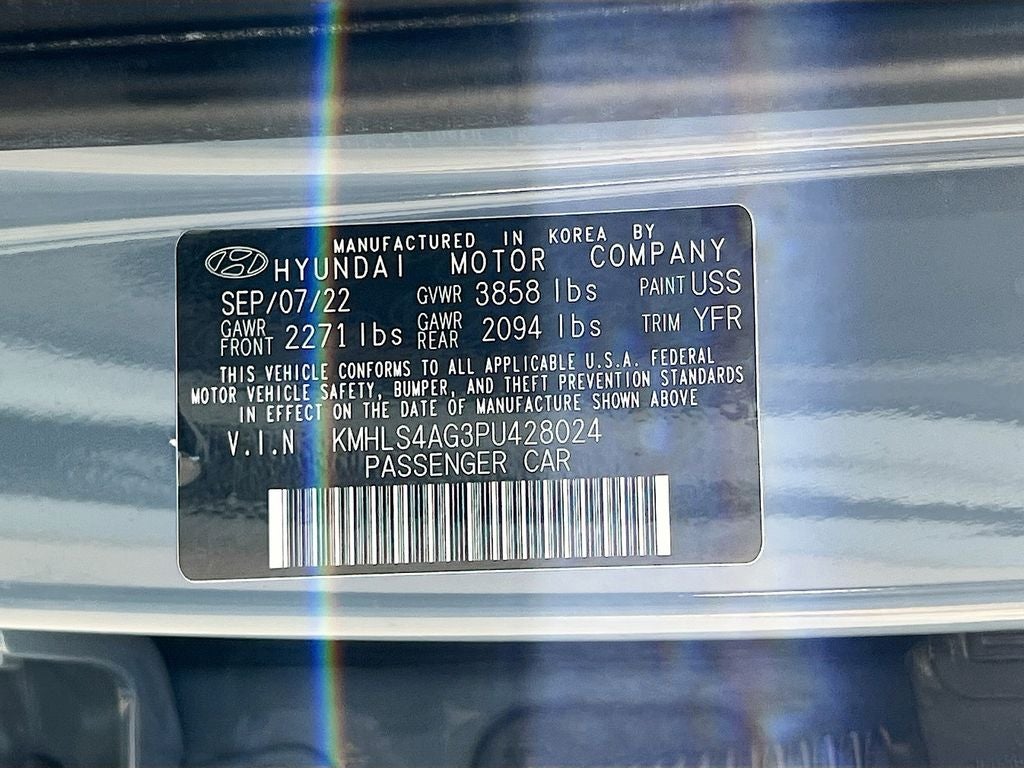 MANUFACTURED IN KOREA BY
HYUNDAI MOTOR COMPANY
SEP/07/22 GVWR 3858 lbs PAINT USS
GAWR FRONT 2271 lbs GAWR REAR 2094 lbs TRIM YFR
THIS VEHICLE CONFORMS TO ALL APPLICABLE U.S.A. FEDERAL
MOTOR VEHICLE SAFETY, BUMPER, AND THEFT PREVENTION STANDARDS
IN EFFECT ON THE DATE OF MANUFACTURE SHOWN ABOVE
V.I.N KMHLS4AG3PU428024
PASSENGER CAR